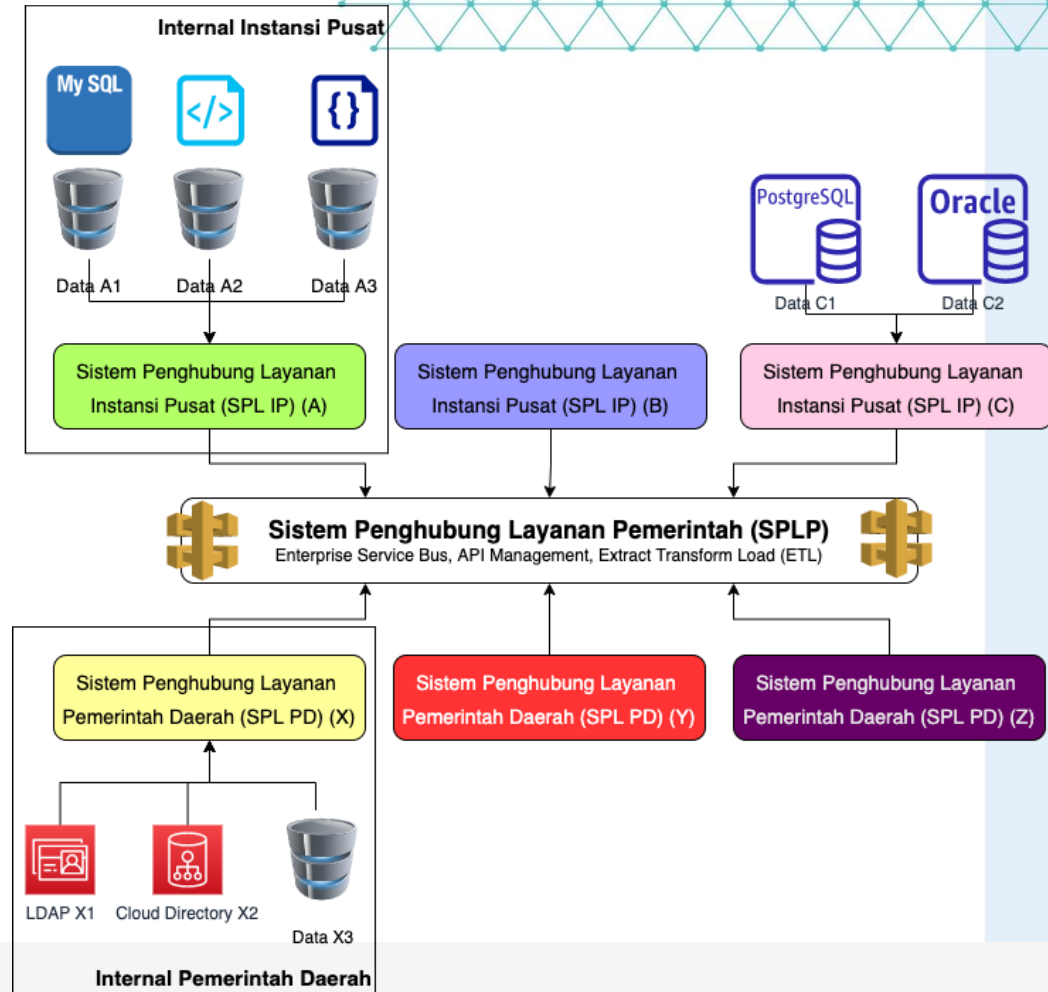 Internal Instansi Pusat
My SQL
</>
{}
Data A1
Data A2
Data A3
PostgreSQL
Oracle
Data C1
Data C2
Sistem Penghubung Layanan
Instansi Pusat (SPL IP) (A)
Sistem Penghubung Layanan
Instansi Pusat (SPL IP) (B)
Sistem Penghubung Layanan
Instansi Pusat (SPL IP) (C)
Sistem Penghubung Layanan Pemerintah (SPLP)
Enterprise Service Bus, API Management, Extract Transform Load (ETL)
Sistem Penghubung Layanan
Pemerintah Daerah (SPL PD) (X)
Sistem Penghubung Layanan
Pemerintah Daerah (SPL PD) (Y)
Sistem Penghubung Layanan
Pemerintah Daerah (SPL PD) (Z)
LDAP X1
Cloud Directory X2
Data X3
Internal Pemerintah Daerah